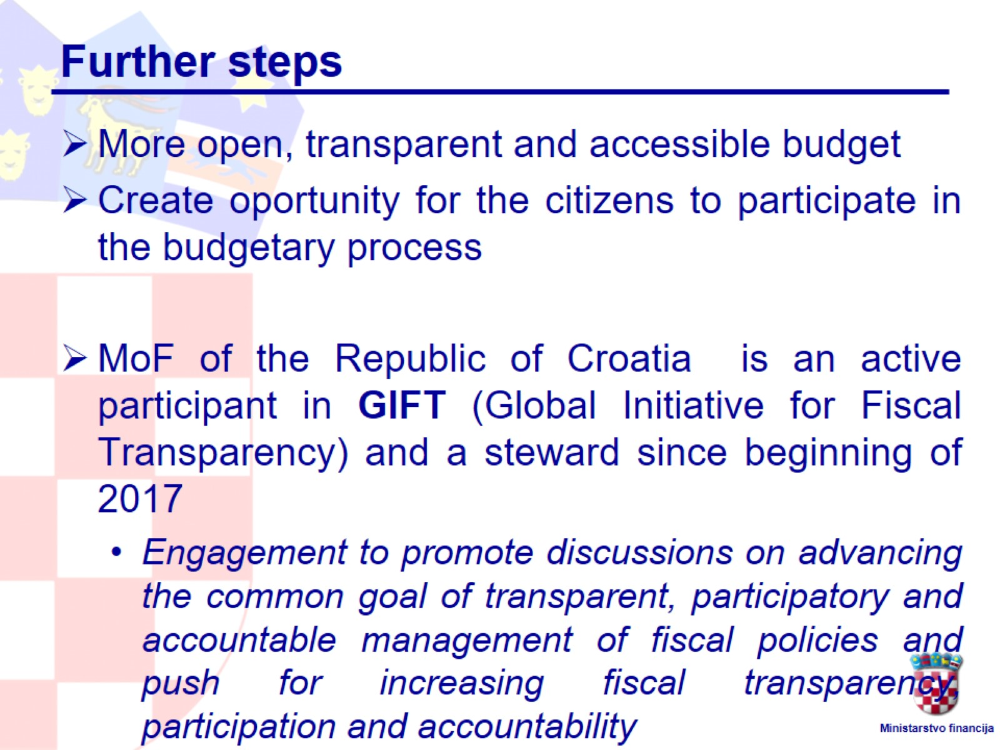 Further steps
➢ More open, transparent and accessible budget
➢ Create oportunity for the citizens to participate in
the budgetary process
➢ MoF of the Republic of Croatia is an active
participant in GIFT (Global Initiative for Fiscal
Transparency) and a steward since beginning of
2017
• Engagement to promote discussions on advancing
the common goal of transparent, participatory and
accountable management of fiscal policies and
push for increasing fiscal transparency,
participation and accountability
Ministarstvo financija